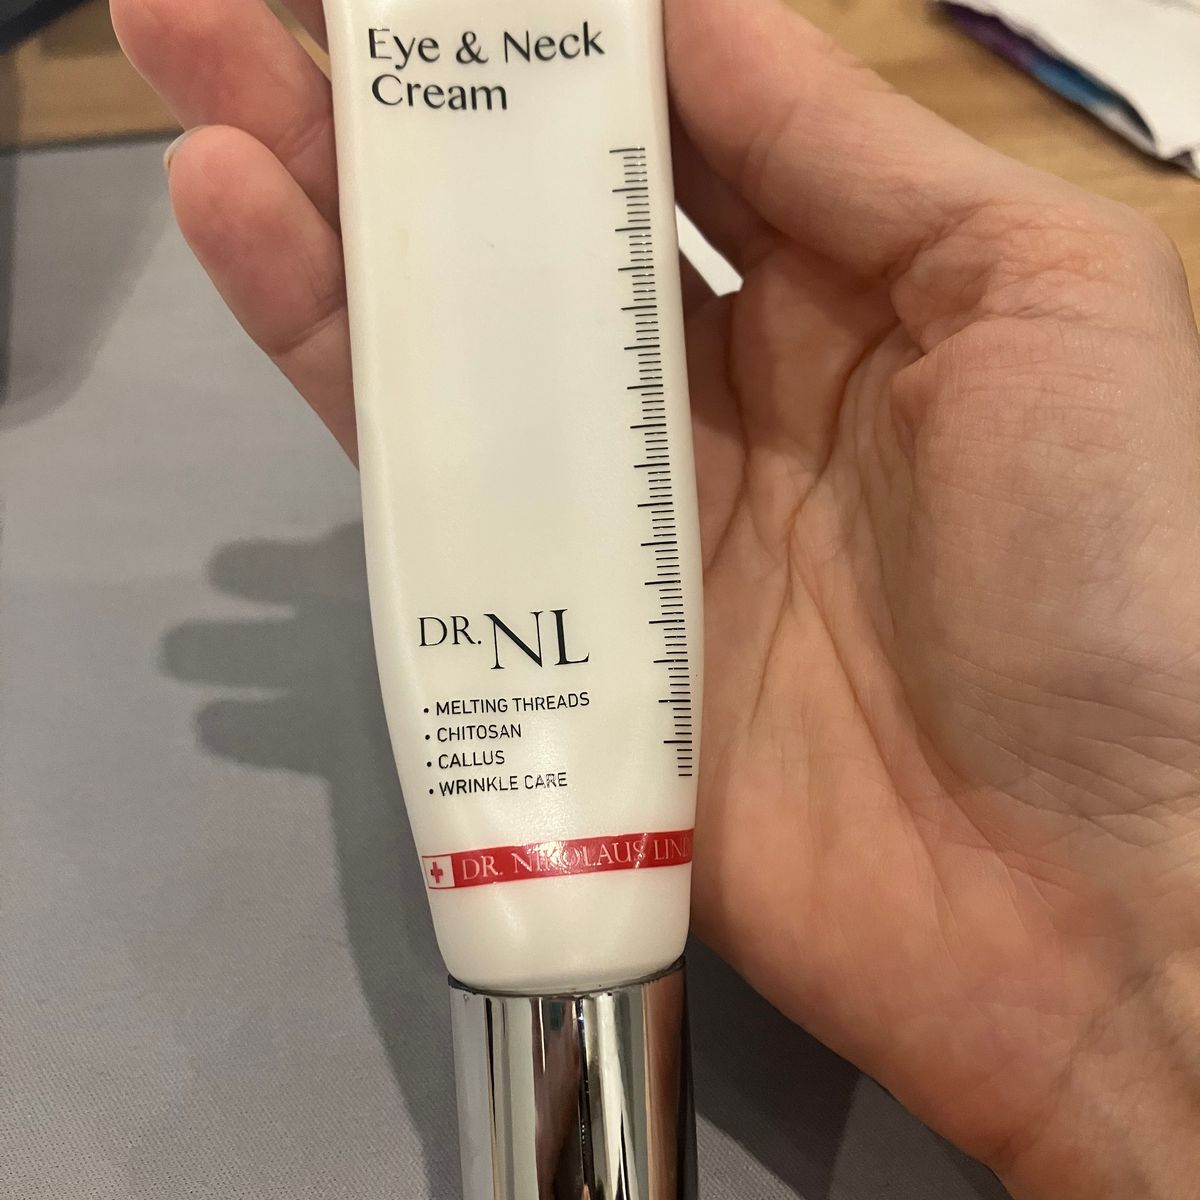 Eye & Neck
Cream
DR. NL
• MELTING THREADS
• CHITOSAN
• CALLUS
• WRINKLE CARE
DR. NIKOLAUS